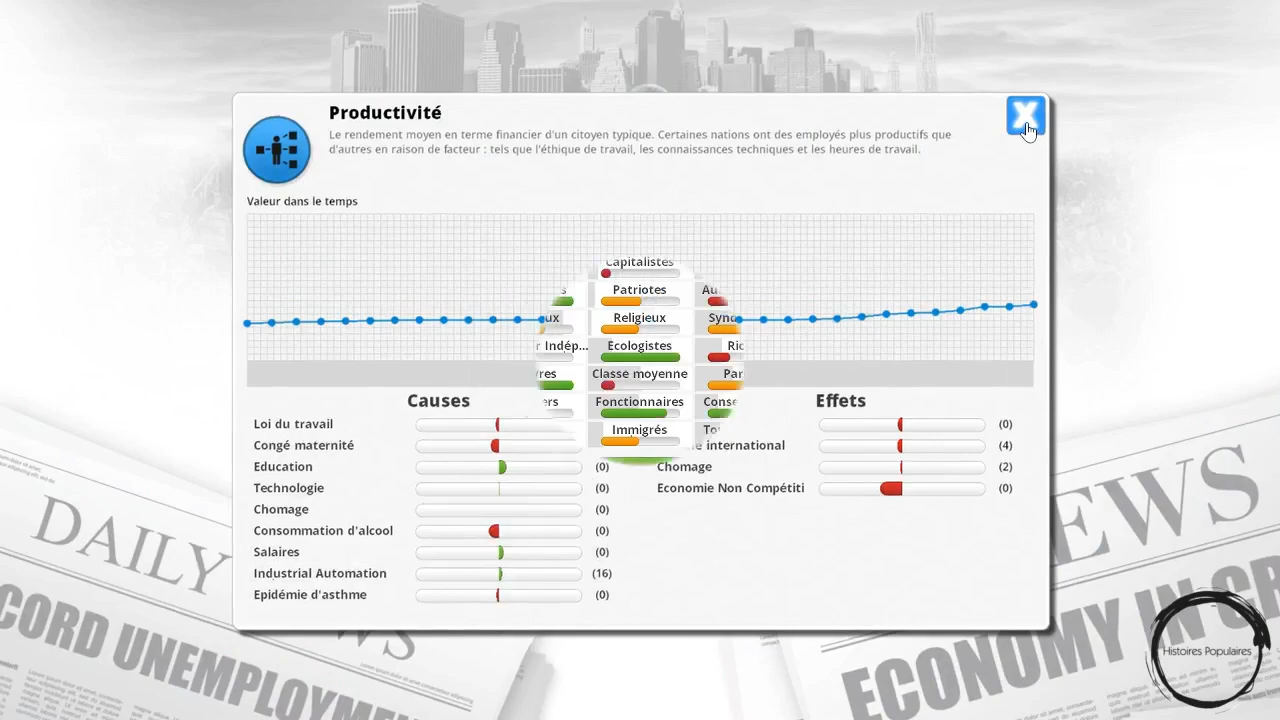 Productivité
Le rendement moyen en terme financier d'un citoyen typique. Certaines nations ont des employés plus productifs que
d'autres en raison de facteur : tels que l'éthique de travail, les connaissances techniques et les heures de travail.
Valeur dans le temps
Capitalistes
Patriotes
Religieux
Indép...
Écologistes
Classe moyenne
Fonctionnaires
Immigrés
Causes
Effets
Loi du travail
(0)
Congé maternité
international
(4)
Education
(0)
Chomage
(2)
Technologie
(0)
Economie Non Compétiti
(0)
Chomage
(0)
Consommation d'alcool
(0)
Salaires
(0)
Industrial Automation
(16)
Epidémie d'asthme
(0)
DAILY
NEWS
CORD UNEMPLOYM
ECONOMY IN CR
Histoires Populaires